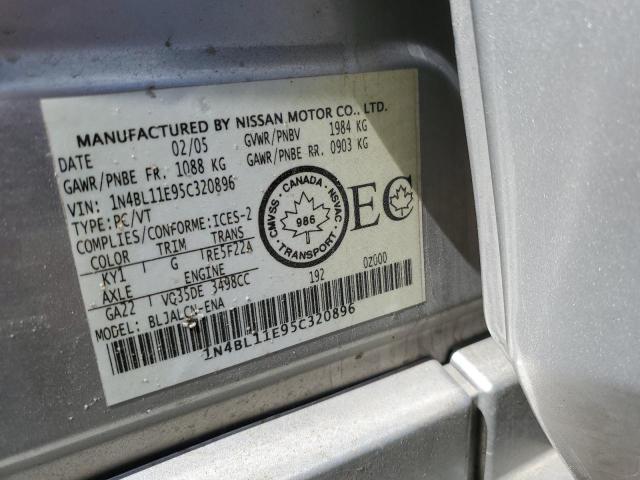 MANUFACTURED BY NISSAN MOTOR CO., LTD.
DATE 02/05 GVWR/PNBV 1984 KG
GAWR/PNBE FR. 1088 KG GAWR/PNBE RR. 0903 KG
VIN: 1N4BL11E95C320896
TYPE: PC/VT
COMPLIES/CONFORME: ICES-2
COLOR TRIM TRANS
KY1 G RE5F22A
AXLE ENGINE
GA22 VQ35DE 3498CC 192 0Z000
MODEL: BLJALCN-ENA
CMVSS - CANADA - NSVAC
986
TRANSPORT
EC
1N4BL11E95C320896